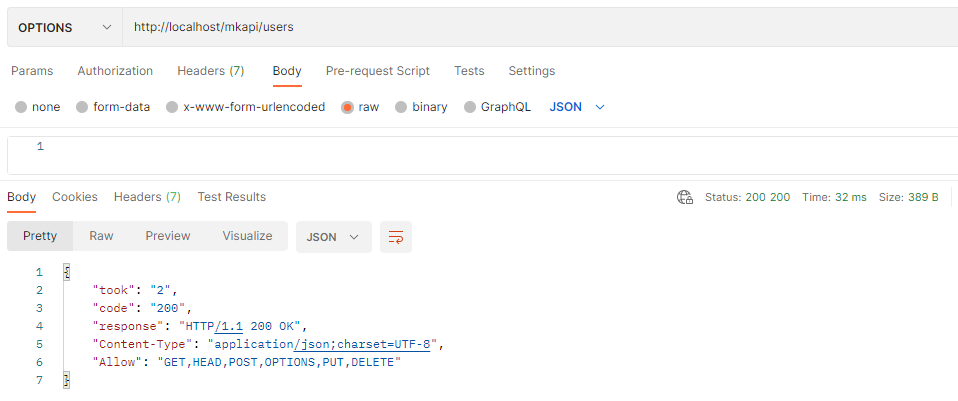 OPTIONS http://localhost/mkapi/users
Params Authorization Headers (7) Body Pre-request Script Tests Settings
none form-data x-www-form-urlencoded raw binary GraphQL JSON
1
Body Cookies Headers (7) Test Results Status: 200 200 Time: 32 ms Size: 389 B
Pretty Raw Preview Visualize JSON
1 {
2 "took": "2",
3 "code": "200",
4 "response": "HTTP/1.1 200 OK",
5 "Content-Type": "application/json;charset=UTF-8",
6 "Allow": "GET,HEAD,POST,OPTIONS,PUT,DELETE"
7 }